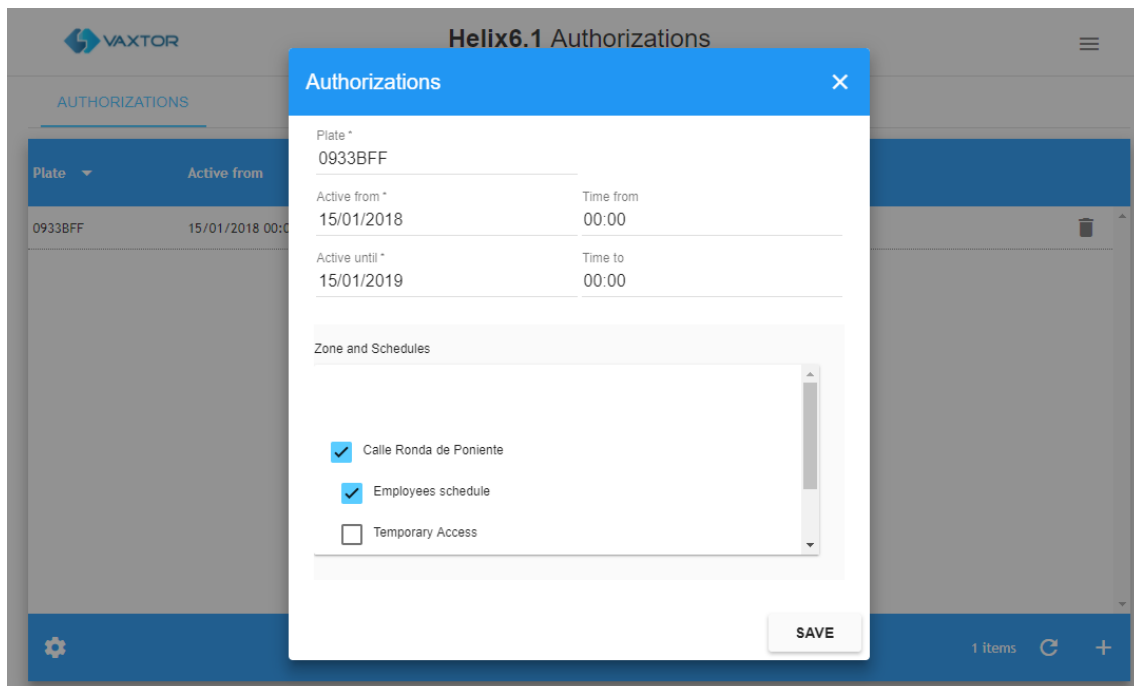 VAXTOR
Helix6.1 Authorizations
AUTHORIZATIONS
Plate Active from
0933BFF 15/01/2018 00:0
Authorizations
Plate *
0933BFF
Active from * Time from
15/01/2018 00:00
Active until * Time to
15/01/2019 00:00
Zone and Schedules
Calle Ronda de Poniente
Employees schedule
Temporary Access
SAVE
1 items